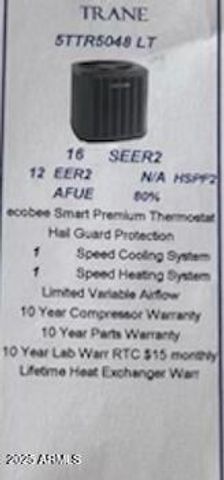 TRANE
5TTR5048 LT
16 SEER2
12 EER2 N/A HSPF2
AFUE 80%
ecobee Smart Premium Thermostat
Hail Guard Protection
1 Speed Cooling System
1 Speed Heating System
Limited Variable Airflow
10 Year Compressor Warranty
10 Year Parts Warranty
10 Year Lab Warr RTC $15 monthly
Lifetime Heat Exchanger Warr
2025 ARMLS